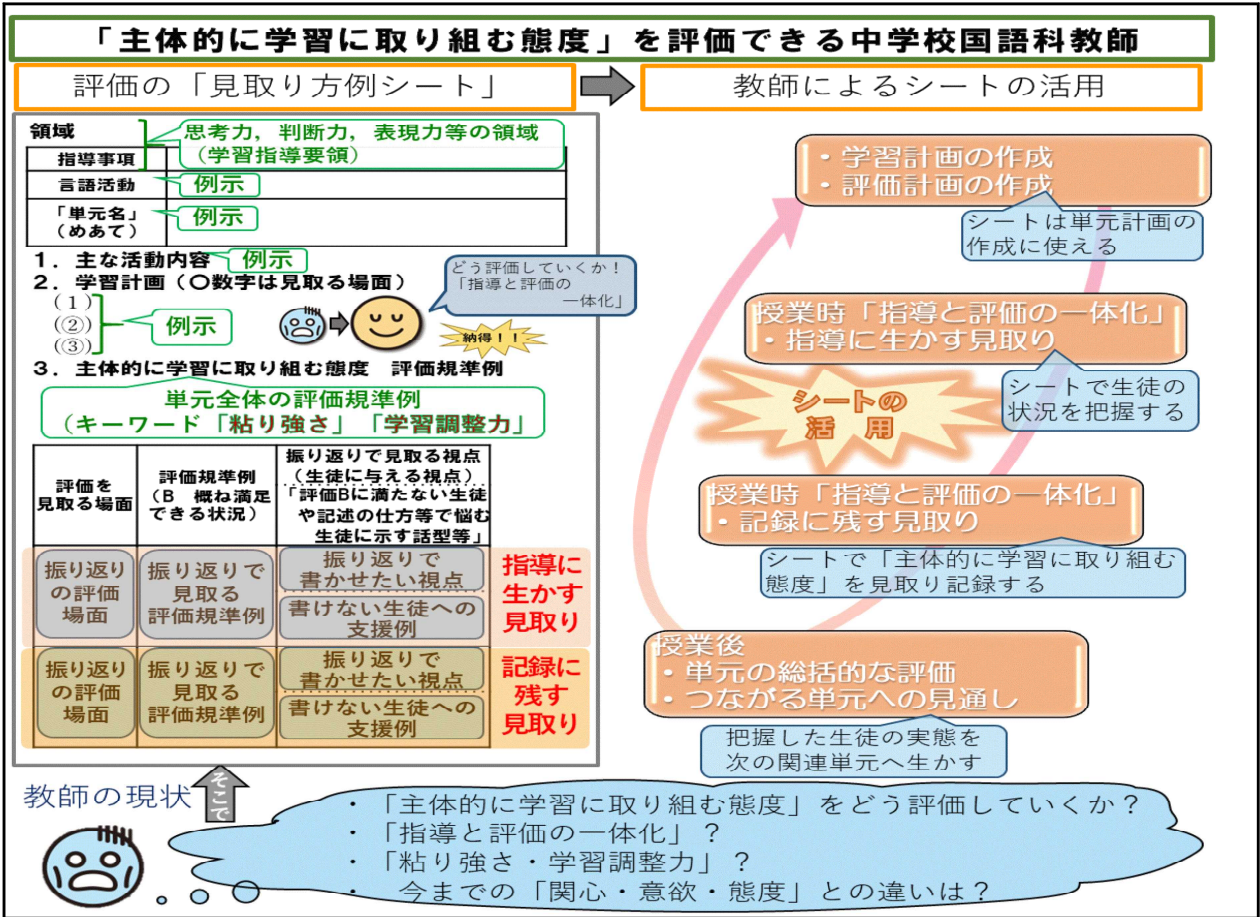 「主体的に学習に取り組む態度」を評価できる中学校国語科教師
評価の「見取り方例シート」
教師によるシートの活用
領域
思考力，判断力，表現力等の領域
（学習指導要領）
指導事項
言語活動
例示
「単元名」
（めあて）
例示
１．主な活動内容
例示
２．学習計画（〇数字は見取る場面）
（１）
（②）
（③）
例示
どう評価していくか！
「指導と評価の
一体化」
納得！！
３．主体的に学習に取り組む態度　評価規準例
単元全体の評価規準例
（キーワード「粘り強さ」「学習調整力」
評価を
見取る場面
評価規準例
（B　概ね満足
できる状況）
振り返りで見取る視点
（生徒に与える視点）
「評価Bに満たない生徒
や記述の仕方等で悩む
生徒に示す話型等」
振り返り
の評価
場面
振り返りで
見取る
評価規準例
振り返りで
書かせたい視点
書けない生徒への
支援例
指導に
生かす
見取り
振り返り
の評価
場面
振り返りで
見取る
評価規準例
振り返りで
書かせたい視点
書けない生徒への
支援例
記録に
残す
見取り
・学習計画の作成
・評価計画の作成
シートは単元計画の
作成に使える
授業時「指導と評価の一体化」
・指導に生かす見取り
シートで生徒の
状況を把握する
シートの
活　用
授業時「指導と評価の一体化」
・記録に残す見取り
シートで「主体的に学習に取り組む
態度」を見取り記録する
授業後
・単元の総括的な評価
・つながる単元への見通し
把握した生徒の実態を
次の関連単元へ生かす
教師の現状
そこで
・「主体的に学習に取り組む態度」をどう評価していくか？
・「指導と評価の一体化」？
・「粘り強さ・学習調整力」？
・　今までの「関心・意欲・態度」との違いは？